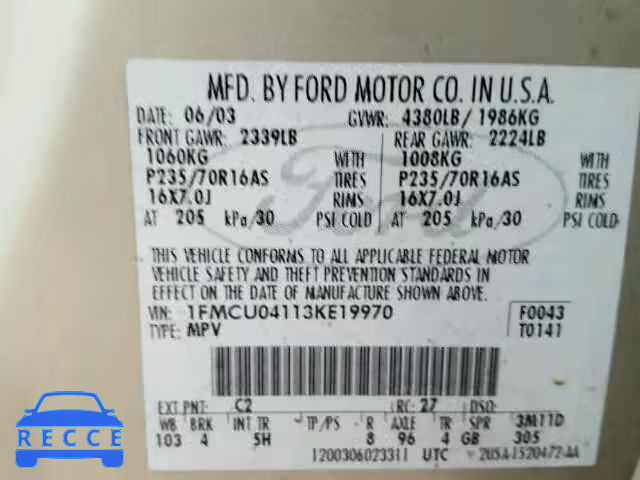 MFD. BY FORD MOTOR CO. IN U.S.A.
DATE: 06/03 GVWR: 4380LB/ 1986KG
FRONT GAWR: 2339LB REAR GAWR: 2224LB
1060KG WITH 1008KG WITH
P235/70R16AS TIRES P235/70R16AS TIRES
16X7.0J RIMS 16X7.0J RIMS
AT 205 kPa/30 PSI COLD AT 205 kPa/30 PSI COLD
Ford
THIS VEHICLE CONFORMS TO ALL APPLICABLE FEDERAL MOTOR
VEHICLE SAFETY AND THEFT PREVENTION STANDARDS IN
EFFECT ON THE DATE OF MANUFACTURE SHOWN ABOVE.
VIN: 1FMCU04113KE19970 F0043
TYPE: MPV T0141
EXT PNT: C2 RC: 27 DSO:
WB BRK INT TR TP/PS R AXLE TR SPR
103 4 5H 8 96 4 GB 305
1200306023311 UTC
RECCE